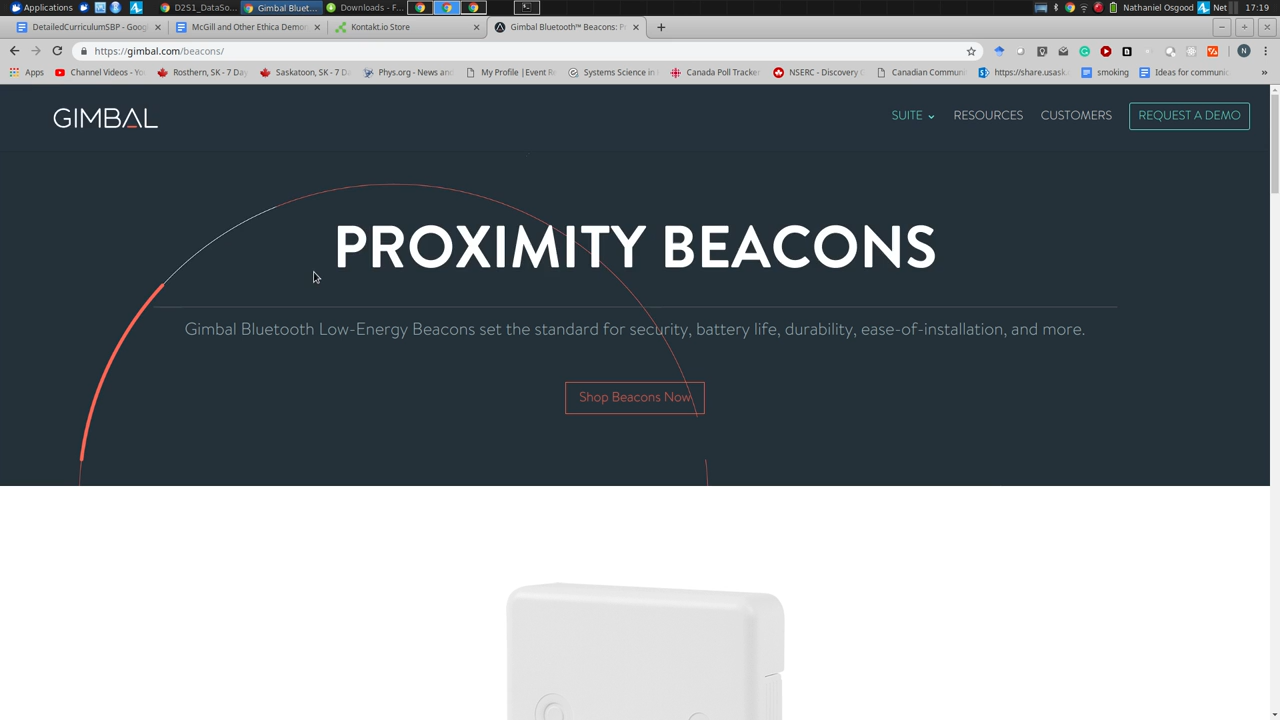 Applications
D2S1_DataSo...
Gimbal Bluet...
Downloads - F...
Nathaniel Osgood
Net
17:19
DetailedCurriculumSBP - Goog
McGill and Other Ethica Demo
Kontakt.io Store
Gimbal Bluetooth™ Beacons: P
https://gimbal.com/beacons/
N
Apps
Channel Videos - Yo
Rosthern, SK - 7 Day
Saskatoon, SK - 7 D
Phys.org - News an
My Profile | Event R
Systems Science in
Canada Poll Tracker
NSERC - Discovery
Canadian Commun
https://share.usask.
smoking
Ideas for communi
GIMBAL
SUITE
RESOURCES
CUSTOMERS
REQUEST A DEMO
PROXIMITY BEACONS
Gimbal Bluetooth Low-Energy Beacons set the standard for security, battery life, durability, ease-of-installation, and more.
Shop Beacons Now